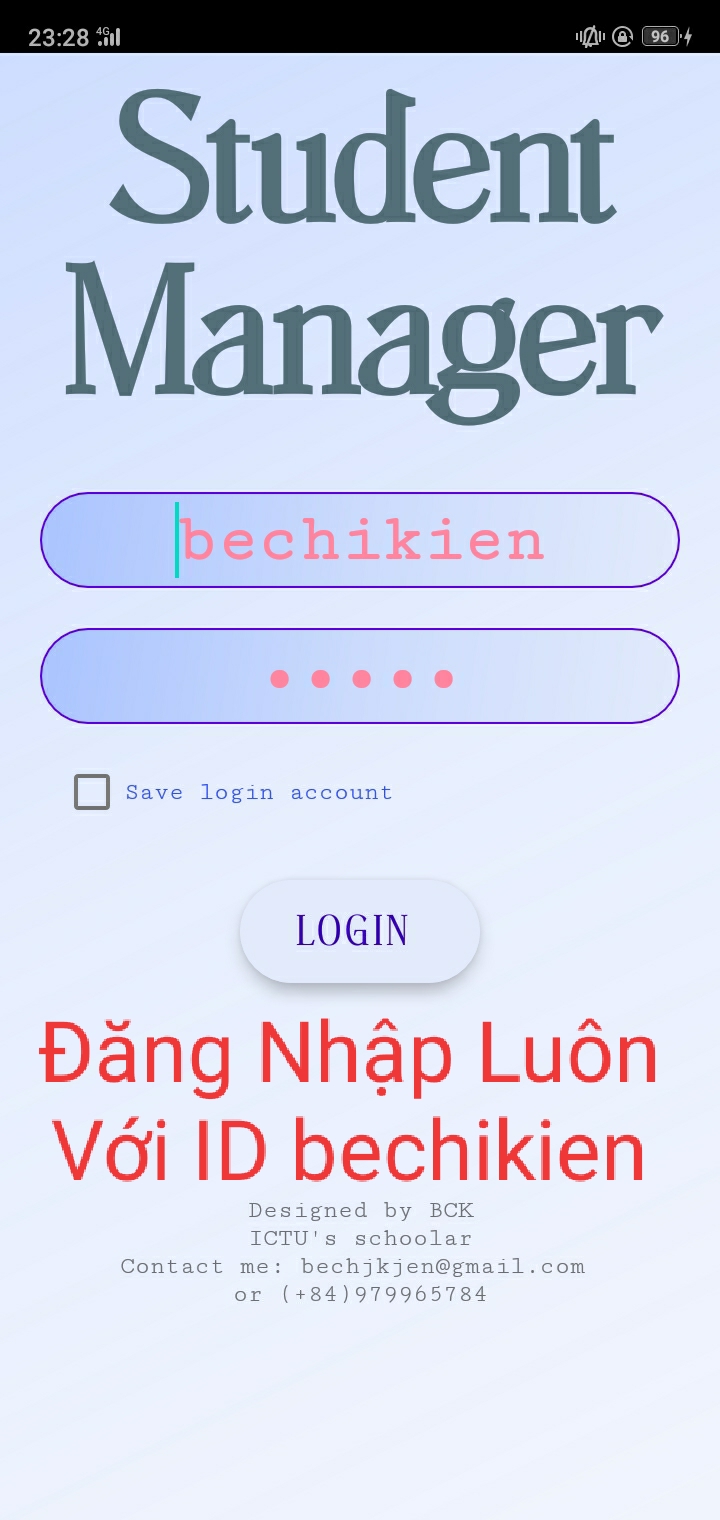 23:28 4G 96
Student
Manager
bechikien
Save login account
LOGIN
Đăng Nhập Luôn
Với ID bechikien
Designed by BCK
ICTU's schoolar
Contact me: bechjkjen@gmail.com
or (+84)979965784